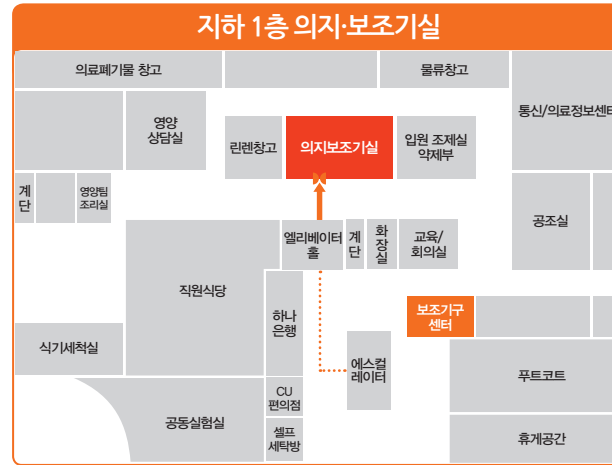 지하 1층 의지·보조기실
의료폐기물 창고
물류창고
통신/의료정보센터
영양
상담실
린렌창고
의지보조기실
입원 조제실
약제부
계
단
영양팀
조리실
엘리베이터
홀
계
단
화
장
실
교육/
회의실
공조실
직원식당
하나
은행
보조기구
센터
식기세척실
에스컬
레이터
푸트코트
CU
편의점
공동실험실
셀프
세탁방
휴게공간